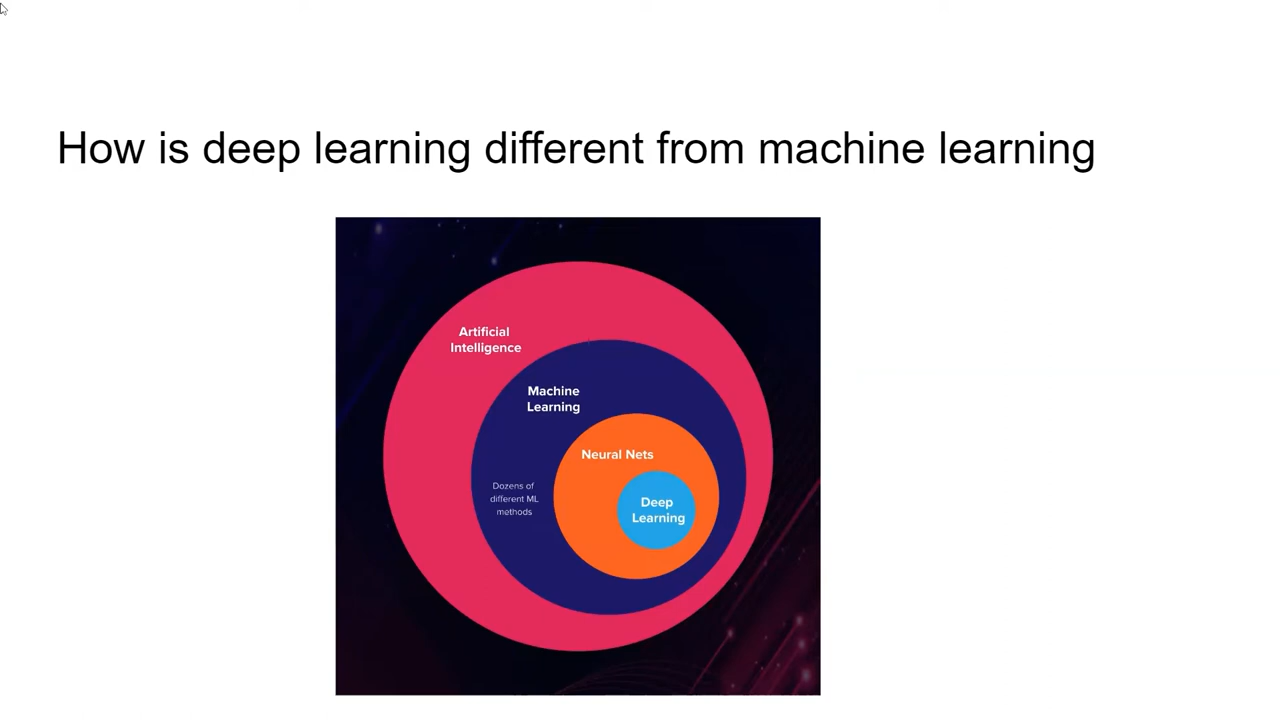 How is deep learning different from machine learning
Artificial
Intelligence
Machine
Learning
Neural Nets
Dozens of
different ML
methods
Deep
Learning